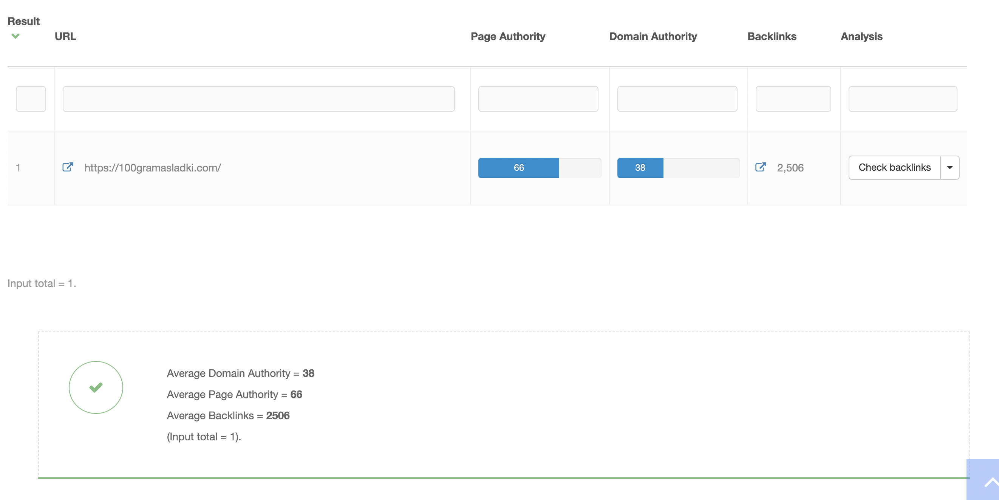 Result
URL
Page Authority
Domain Authority
Backlinks
Analysis
1
https://100gramasladki.com/
66
38
2,506
Check backlinks
Input total = 1.
Average Domain Authority = 38
Average Page Authority = 66
Average Backlinks = 2506
(Input total = 1).